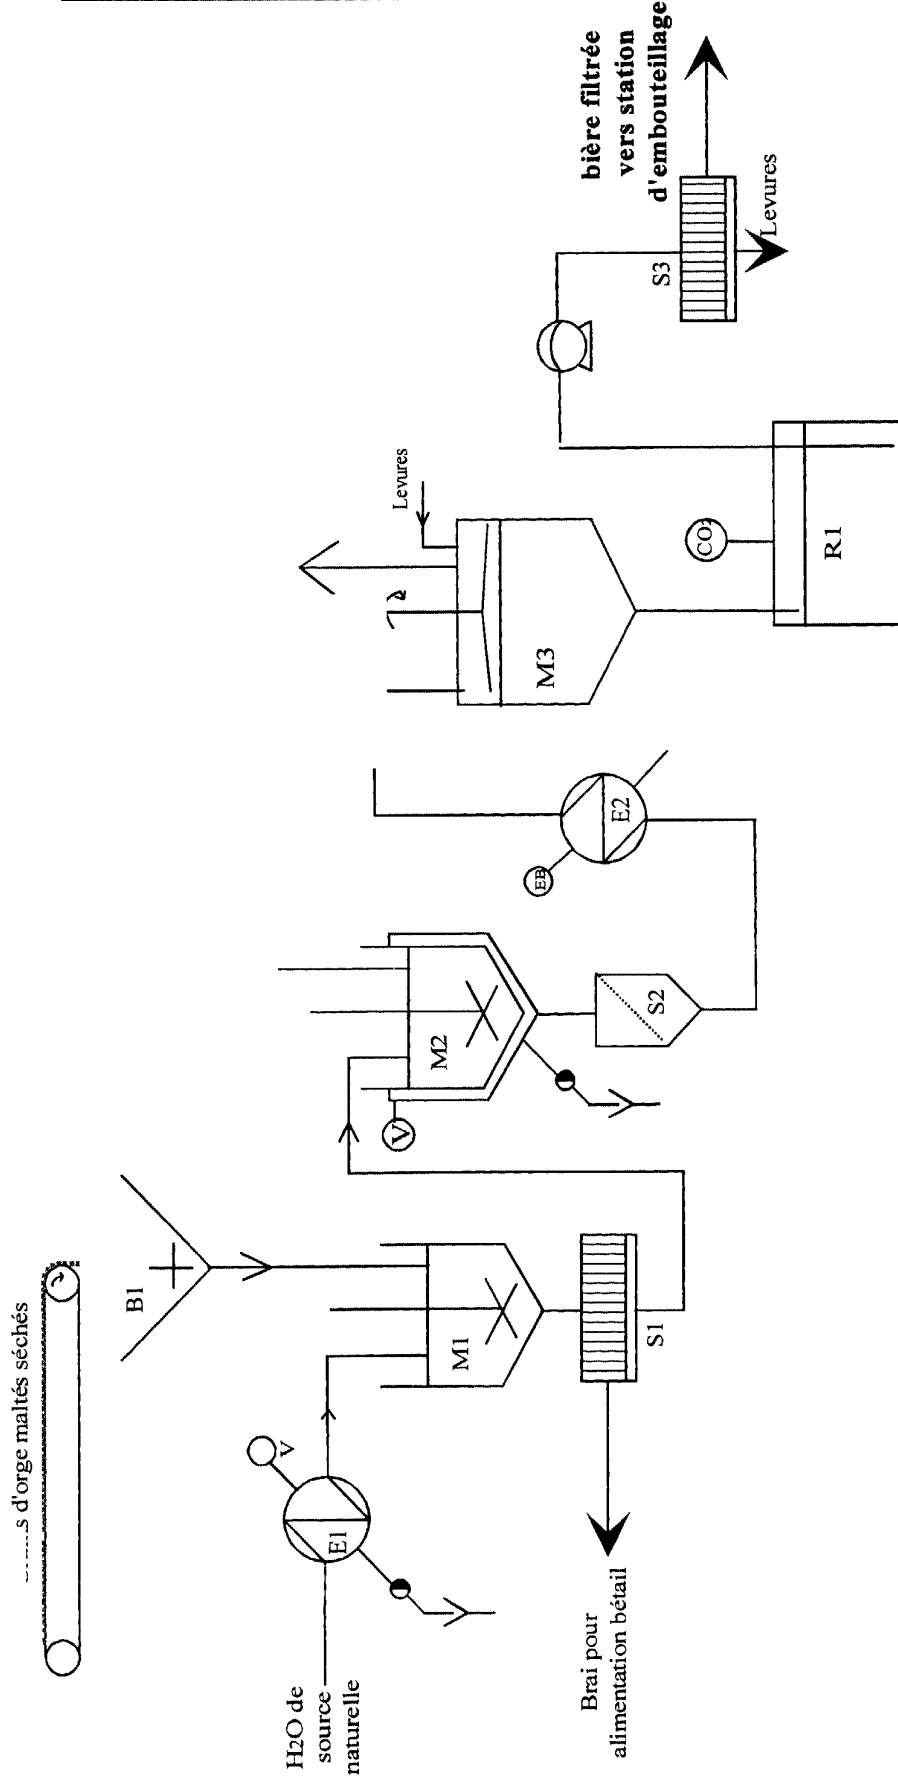 d'orge maltés séchés
B1
H2O de
source
naturelle
E1
V
M1
S1
Brai pour
alimentation bétail
V
M2
S2
EB
E2
M3
Levures
CO2
R1
S3
Levures
bière filtrée
vers station
d'embouteillage